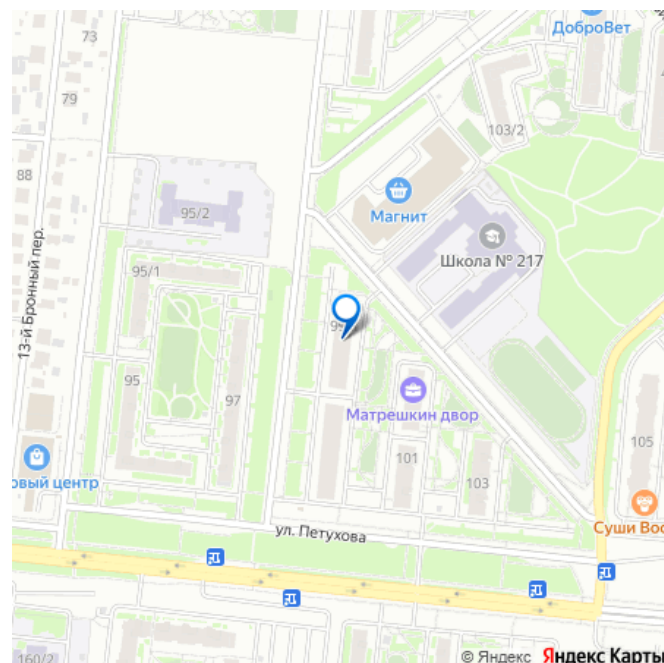 ДоброВет
73
79
103/2
88
Магнит
95/2
Школа № 217
13-й Бронный пер.
95/1
99
95
97
Матрешкин двор
105
101
103
овый центр
Суши Вос
ул. Петухова
160/2
© Яндекс Яндекс Карты